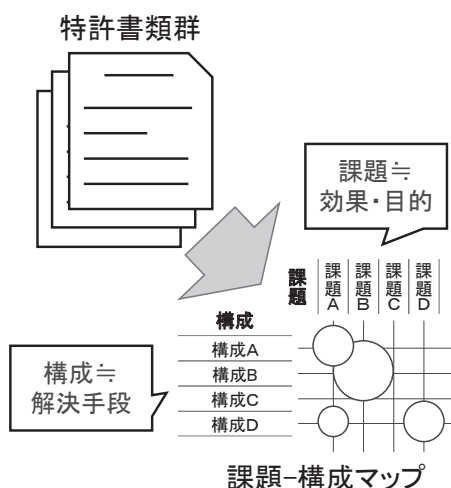 特許書類群
課題≒
効果・目的
課題
課題A
課題B
課題C
課題D
構成
構成A
構成B
構成C
構成D
構成≒
解決手段
課題−構成マップ